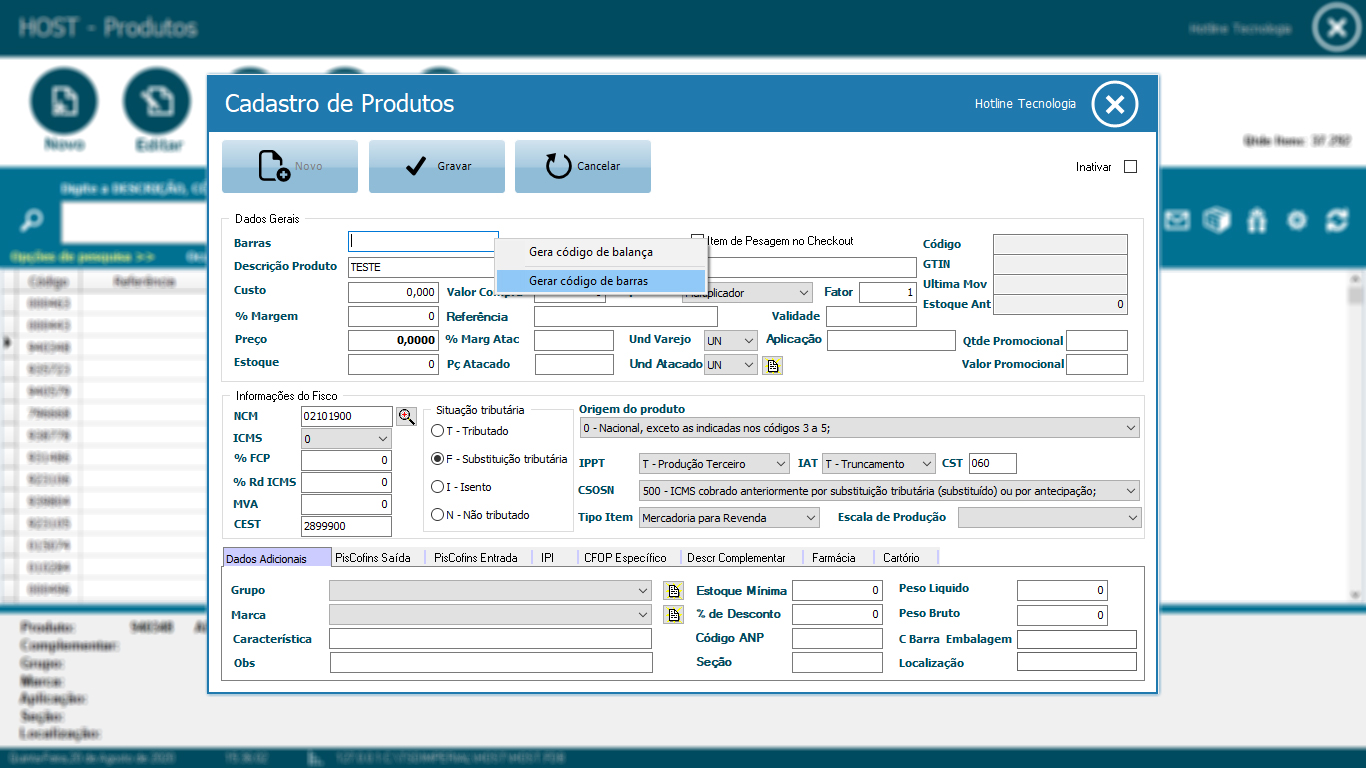 HOST - Produtos
Hotline Tecnologia
Novo
Editar
Qtde Itens: 37.292
Digite a DESCRIÇÃO, CÓ
Opções de pesquisa >>
Código Referência
Cadastro de Produtos
Hotline Tecnologia
Novo
Gravar
Cancelar
Inativar
Dados Gerais
Barras
Gera código de balança
Gerar código de barras
Item de Pesagem no Checkout
Código
Descrição Produto TESTE
GTIN
Custo 0,000 Valor Compra
Multiplicador Fator 1
Ultima Mov
Estoque Ant 0
% Margem 0 Referência Validade
Preço 0,0000 % Marg Atac Und Varejo UN Aplicação Qtde Promocional
Estoque 0 Pç Atacado Und Atacado UN Valor Promocional
Informações do Fisco
NCM 02101900
ICMS 0
% FCP 0
% Rd ICMS 0
MVA 0
CEST 2899900
Situação tributária
T - Tributado
F - Substituição tributária
I - Isento
N - Não tributado
Origem do produto
0 - Nacional, exceto as indicadas nos códigos 3 a 5;
IPPT T - Produção Terceiro IAT T - Truncamento CST 060
CSOSN 500 - ICMS cobrado anteriormente por substituição tributária (substituído) ou por antecipação;
Tipo Item Mercadoria para Revenda Escala de Produção
Dados Adicionais PisCofins Saída PisCofins Entrada IPI CFOP Específico Descr Complementar Farmácia Cartório
Grupo Estoque Mínima 0 Peso Liquido 0
Marca % de Desconto 0 Peso Bruto 0
Característica Código ANP C Barra Embalagem
Obs Seção Localização
Produto: 940348
Complementar:
Grupo:
Marca:
Aplicação:
Seção:
Localização: